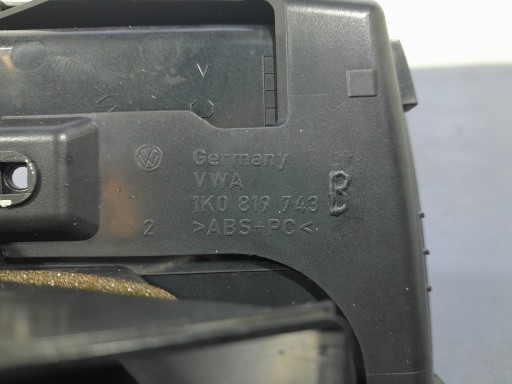 V
Germany
VWA
1K0 819 743 B
2 >ABS+PC<